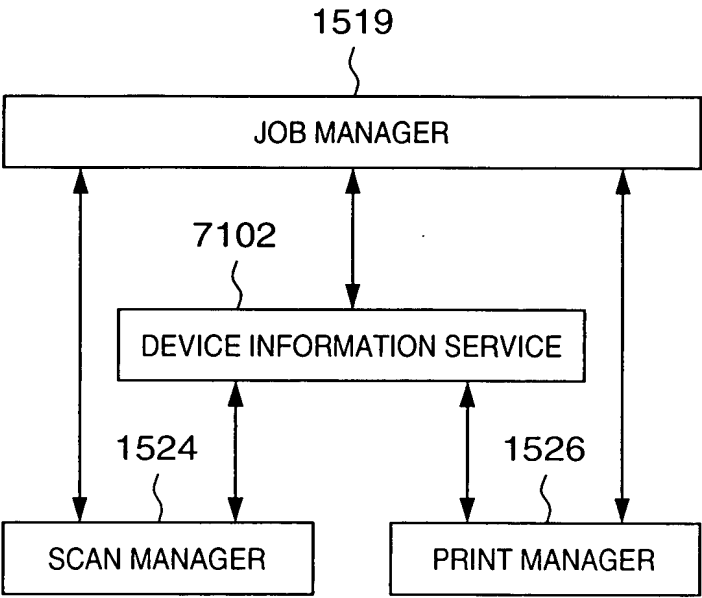 1519
JOB MANAGER
7102
DEVICE INFORMATION SERVICE
1524
1526
SCAN MANAGER
PRINT MANAGER